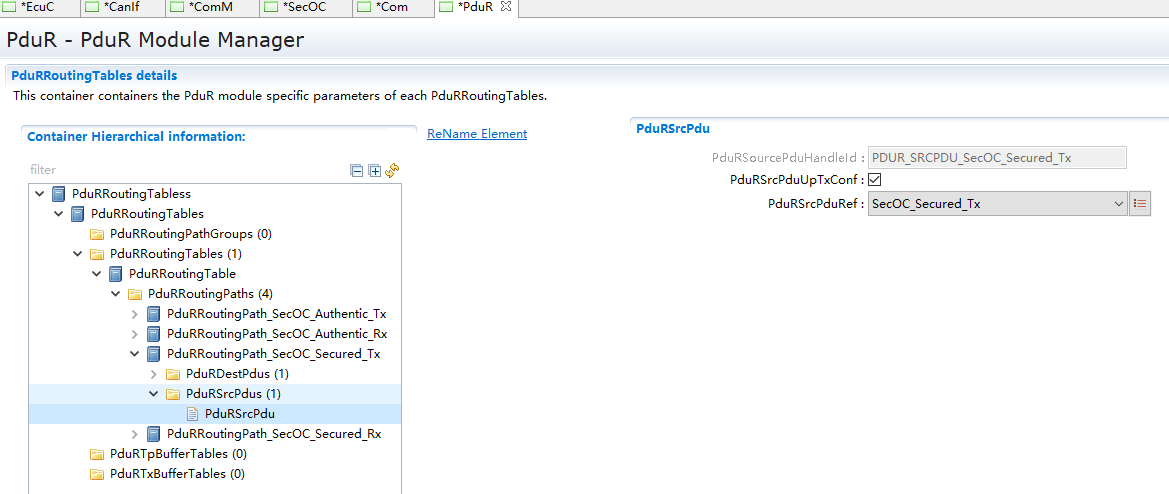 *EcuC *CanIf *ComM *SecOC *Com *PduR
PduR - PduR Module Manager
PduRRoutingTables details
This container containers the PduR module specific parameters of each PduRRoutingTables.
Container Hierarchical information:
ReName Element
filter
PduRRoutingTabless
PduRRoutingTables
PduRRoutingPathGroups (0)
PduRRoutingTables (1)
PduRRoutingTable
PduRRoutingPaths (4)
PduRRoutingPath_SecOC_Authentic_Tx
PduRRoutingPath_SecOC_Authentic_Rx
PduRRoutingPath_SecOC_Secured_Tx
PduRDestPdus (1)
PduRSrcPdus (1)
PduRSrcPdu
PduRRoutingPath_SecOC_Secured_Rx
PduRTpBufferTables (0)
PduRTxBufferTables (0)
PduRSrcPdu
PduRSourcePduHandleId : PDUR_SRCPDU_SecOC_Secured_Tx
PduRSrcPduUpTxConf :
PduRSrcPduRef : SecOC_Secured_Tx